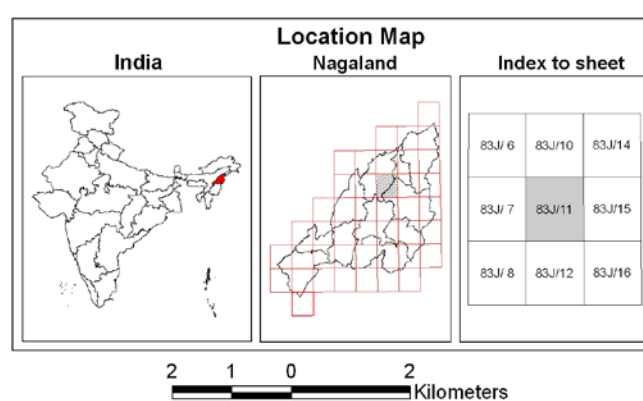 Location Map
India
Nagaland
Index to sheet
83J/ 6 83J/10 83J/14
83J/ 7 83J/11 83J/15
83J/ 8 83J/12 83J/16
2 1 0 2
Kilometers